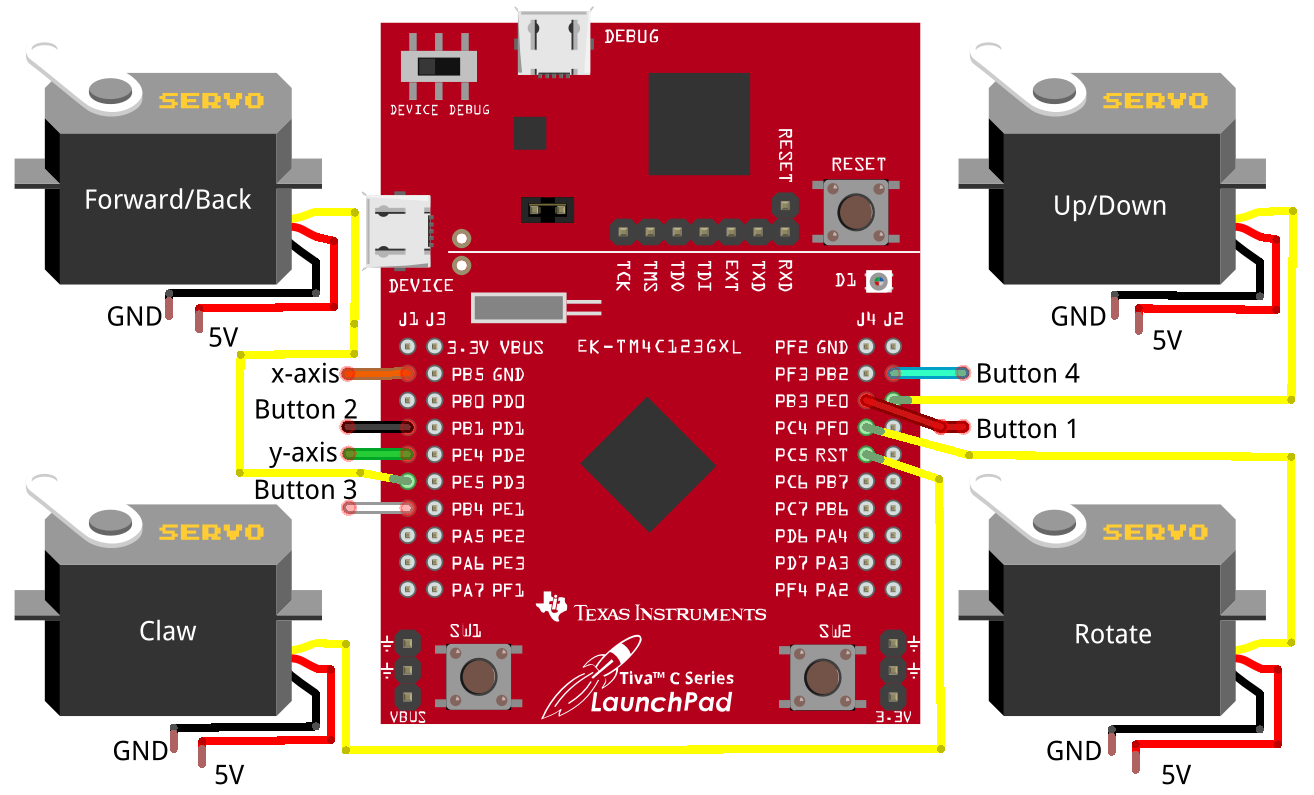 DEBUG
DEVICE DEBUG
SERVO
Forward/Back
GND
5V
SERVO
Up/Down
GND
5V
RESET
RESET
TCK
TMS
TDO
TDI
EXT
TXD
RXD
DEVICE
D1
J1 J3
J4 J2
EK-TM4C123GXL
3.3V VBUS
PB5 GND
PB0 PD0
PB1 PD1
PE4 PD2
PE5 PD3
PB4 PE1
PA5 PE2
PA6 PE3
PA7 PF1
PF2 GND
PF3 PB2
PB3 PE0
PC4 PF0
PC5 RST
PC6 PB7
PC7 PB6
PD6 PA4
PD7 PA3
PF4 PA2
x-axis
Button 2
y-axis
Button 3
Button 4
Button 1
SERVO
Claw
GND
5V
SERVO
Rotate
GND
5V
TEXAS INSTRUMENTS
SW1
SW2
Tiva™ C Series
LaunchPad
VBUS
3.3V